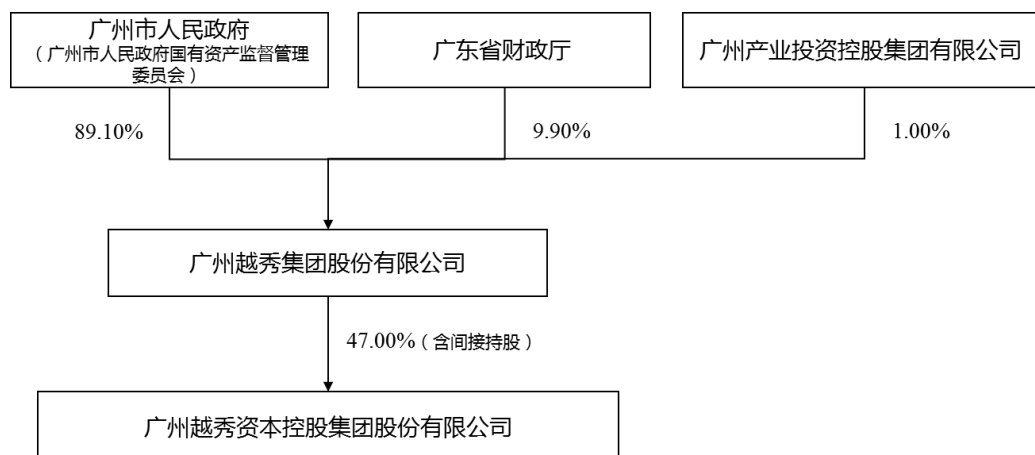 广州市人民政府
（广州市人民政府国有资产监督管理
委员会）
广东省财政厅
广州产业投资控股集团有限公司
89.10%
9.90%
1.00%
广州越秀集团股份有限公司
47.00%（含间接持股）
广州越秀资本控股集团股份有限公司